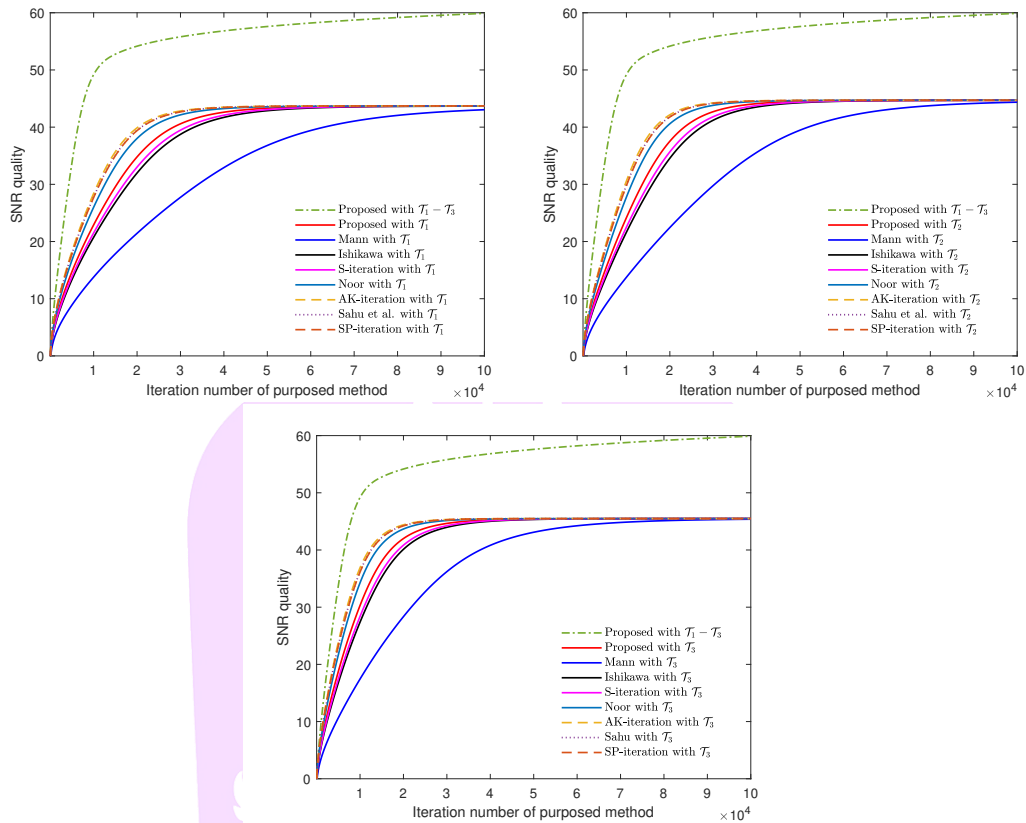 60
50
40
30
20
10
0
SNR quality
Proposed with 𝒯₁ − 𝒯₃
Proposed with 𝒯₁
Mann with 𝒯₁
Ishikawa with 𝒯₁
S-iteration with 𝒯₁
Noor with 𝒯₁
AK-iteration with 𝒯₁
Sahu et al. with 𝒯₁
SP-iteration with 𝒯₁
1 2 3 4 5 6 7 8 9 10
Iteration number of purposed method
×10⁴
60
50
40
30
20
10
0
SNR quality
Proposed with 𝒯₁ − 𝒯₃
Proposed with 𝒯₂
Mann with 𝒯₂
Ishikawa with 𝒯₂
S-iteration with 𝒯₂
Noor with 𝒯₂
AK-iteration with 𝒯₂
Sahu et al. with 𝒯₂
SP-iteration with 𝒯₂
1 2 3 4 5 6 7 8 9 10
Iteration number of purposed method
×10⁴
60
50
40
30
20
10
0
SNR quality
Proposed with 𝒯₁ − 𝒯₃
Proposed with 𝒯₃
Mann with 𝒯₃
Ishikawa with 𝒯₃
S-iteration with 𝒯₃
Noor with 𝒯₃
AK-iteration with 𝒯₃
Sahu with 𝒯₃
SP-iteration with 𝒯₃
1 2 3 4 5 6 7 8 9 10
Iteration number of purposed method
×10⁴